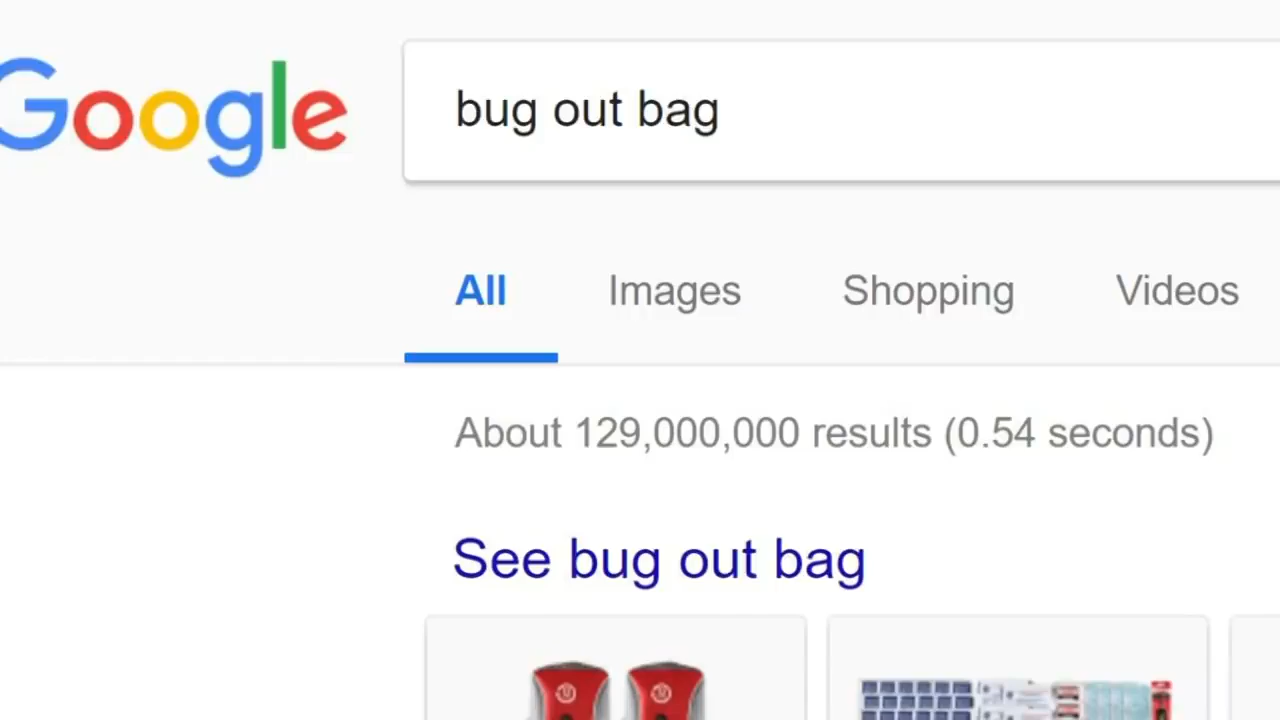 Google
bug out bag
All Images Shopping Videos
About 129,000,000 results (0.54 seconds)
See bug out bag